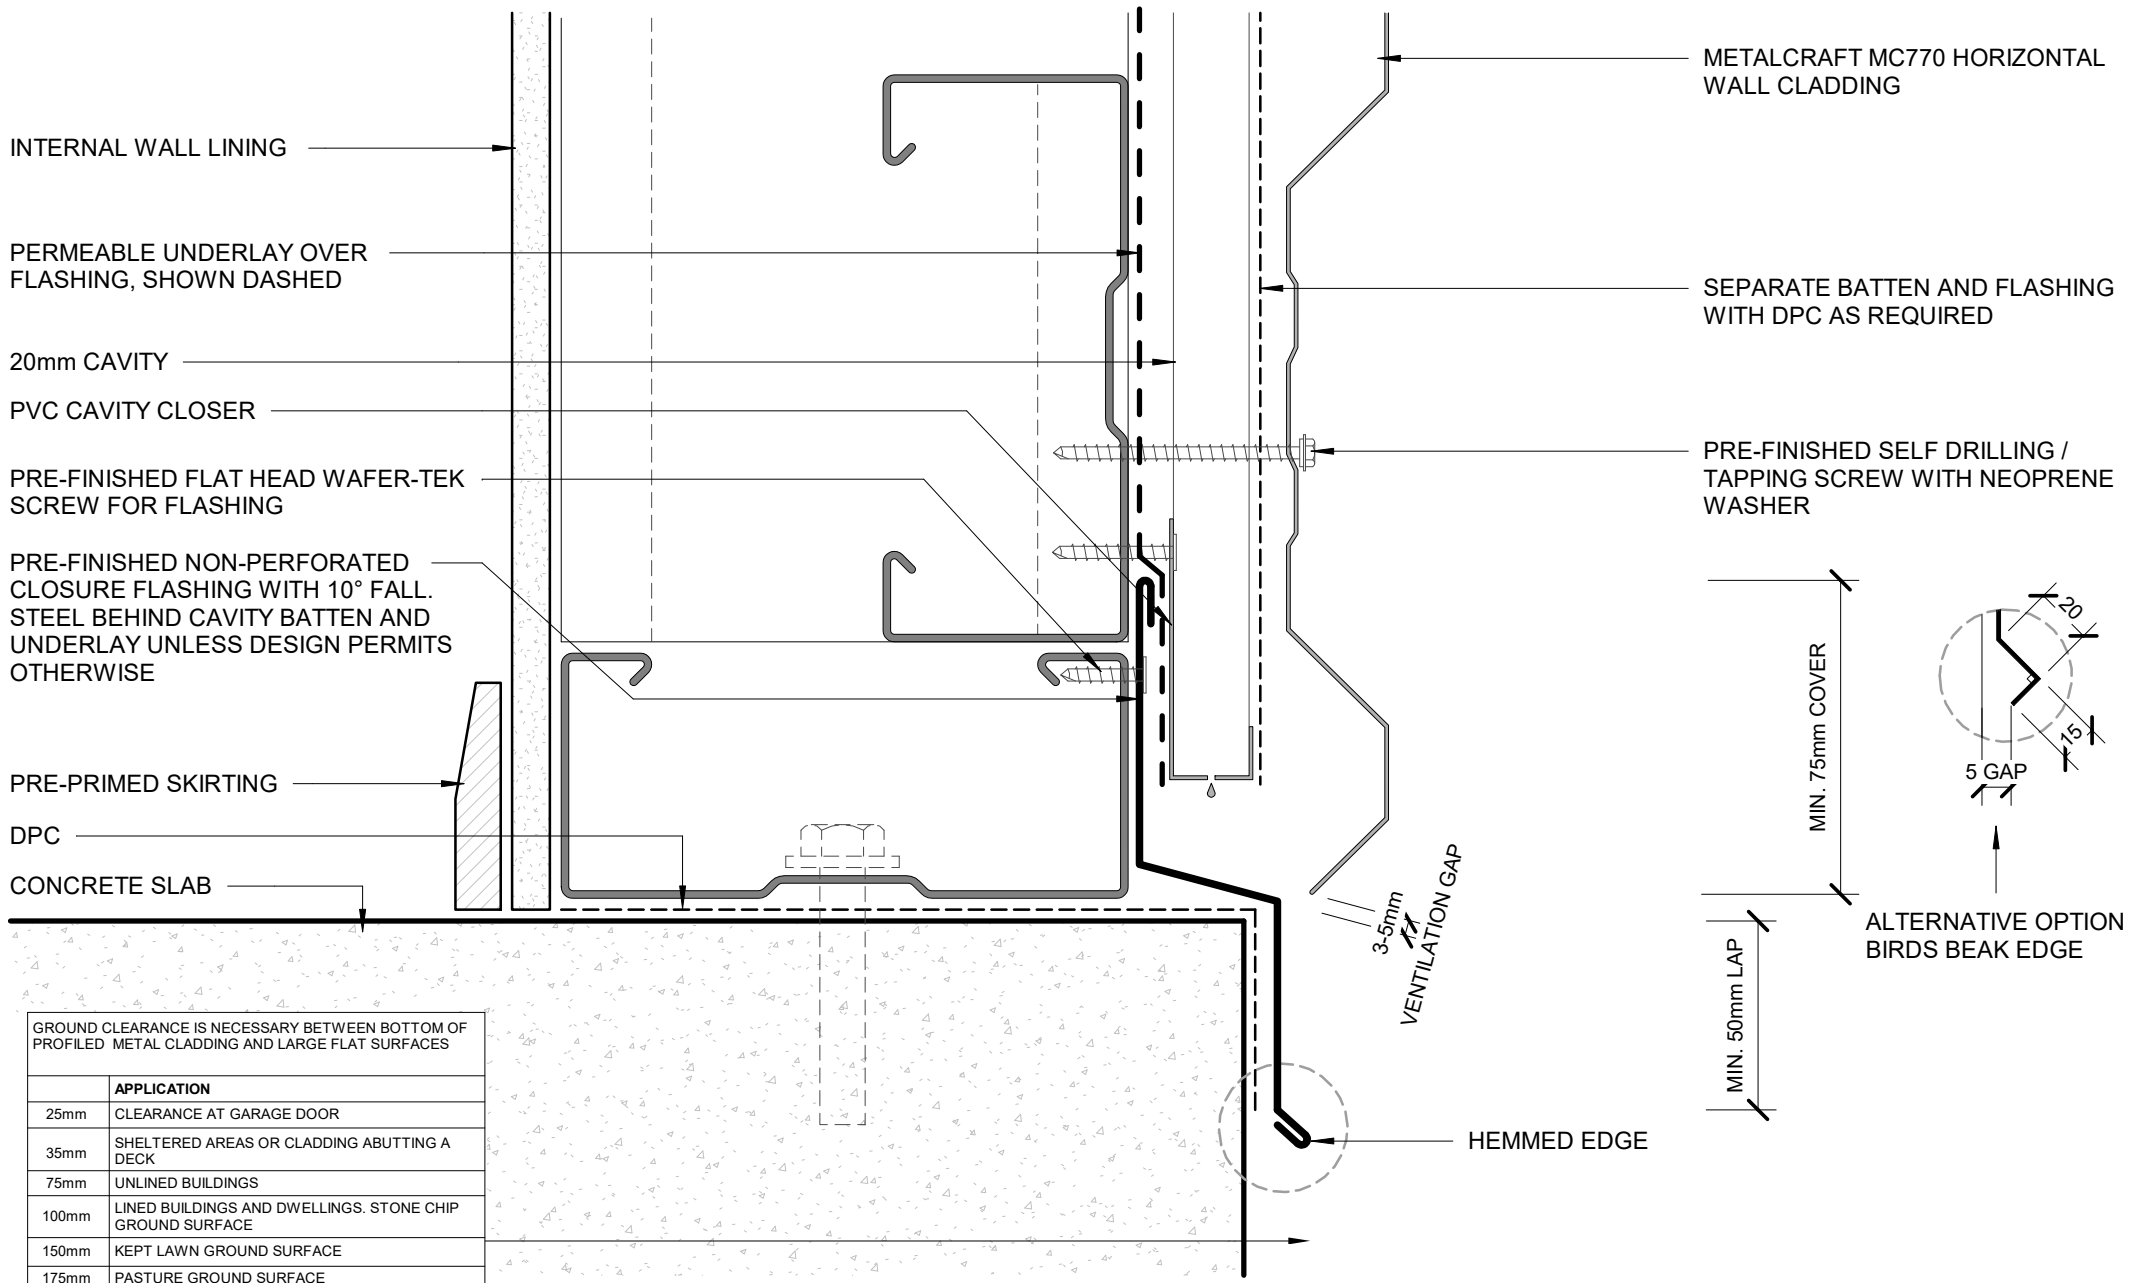 INTERNAL WALL LINING
PERMEABLE UNDERLAY OVER
FLASHING, SHOWN DASHED
20mm CAVITY
PVC CAVITY CLOSER
PRE-FINISHED FLAT HEAD WAFER-TEK
SCREW FOR FLASHING
PRE-FINISHED NON-PERFORATED
CLOSURE FLASHING WITH 10° FALL.
STEEL BEHIND CAVITY BATTEN AND
UNDERLAY UNLESS DESIGN PERMITS
OTHERWISE
PRE-PRIMED SKIRTING
DPC
CONCRETE SLAB
GROUND CLEARANCE IS NECESSARY BETWEEN BOTTOM OF
PROFILED METAL CLADDING AND LARGE FLAT SURFACES
APPLICATION
25mm CLEARANCE AT GARAGE DOOR
35mm SHELTERED AREAS OR CLADDING ABUTTING A
DECK
75mm UNLINED BUILDINGS
100mm LINED BUILDINGS AND DWELLINGS. STONE CHIP
GROUND SURFACE
150mm KEPT LAWN GROUND SURFACE
175mm PASTURE GROUND SURFACE
METALCRAFT MC770 HORIZONTAL
WALL CLADDING
SEPARATE BATTEN AND FLASHING
WITH DPC AS REQUIRED
PRE-FINISHED SELF DRILLING /
TAPPING SCREW WITH NEOPRENE
WASHER
MIN. 75mm COVER
20
15
5 GAP
ALTERNATIVE OPTION
BIRDS BEAK EDGE
3-5mm
VENTILATION GAP
MIN. 50mm LAP
HEMMED EDGE